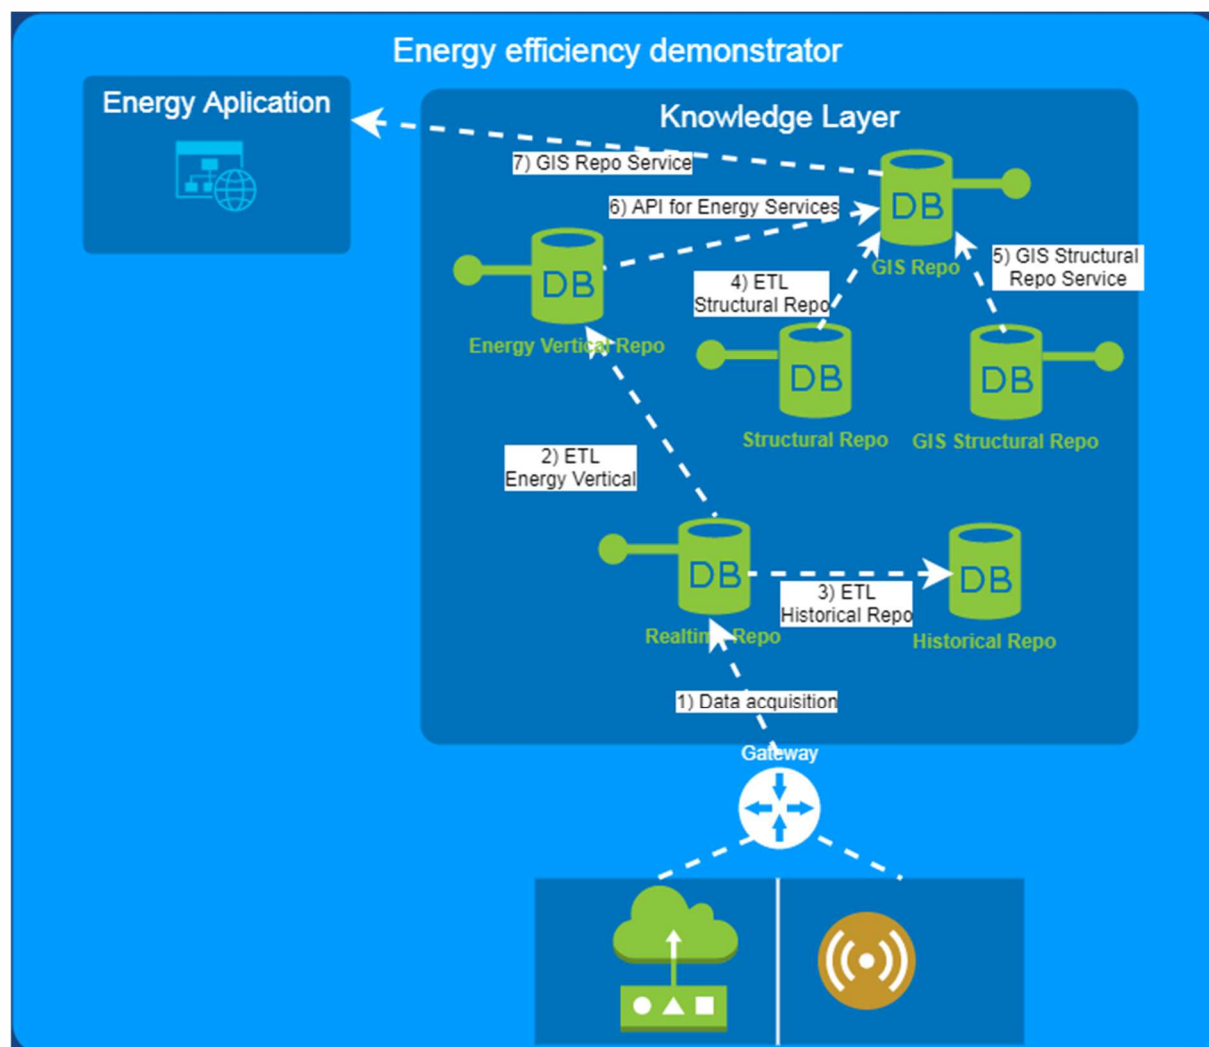 Energy efficiency demonstrator
Energy Aplication
Knowledge Layer
7) GIS Repo Service
DB
6) API for Energy Services
GIS Repo
5) GIS Structural
Repo Service
DB
4) ETL
Structural Repo
Energy Vertical Repo
DB
DB
Structural Repo
GIS Structural Repo
2) ETL
Energy Vertical
DB
DB
3) ETL
Historical Repo
Realtime Repo
Historical Repo
1) Data acquisition
Gateway